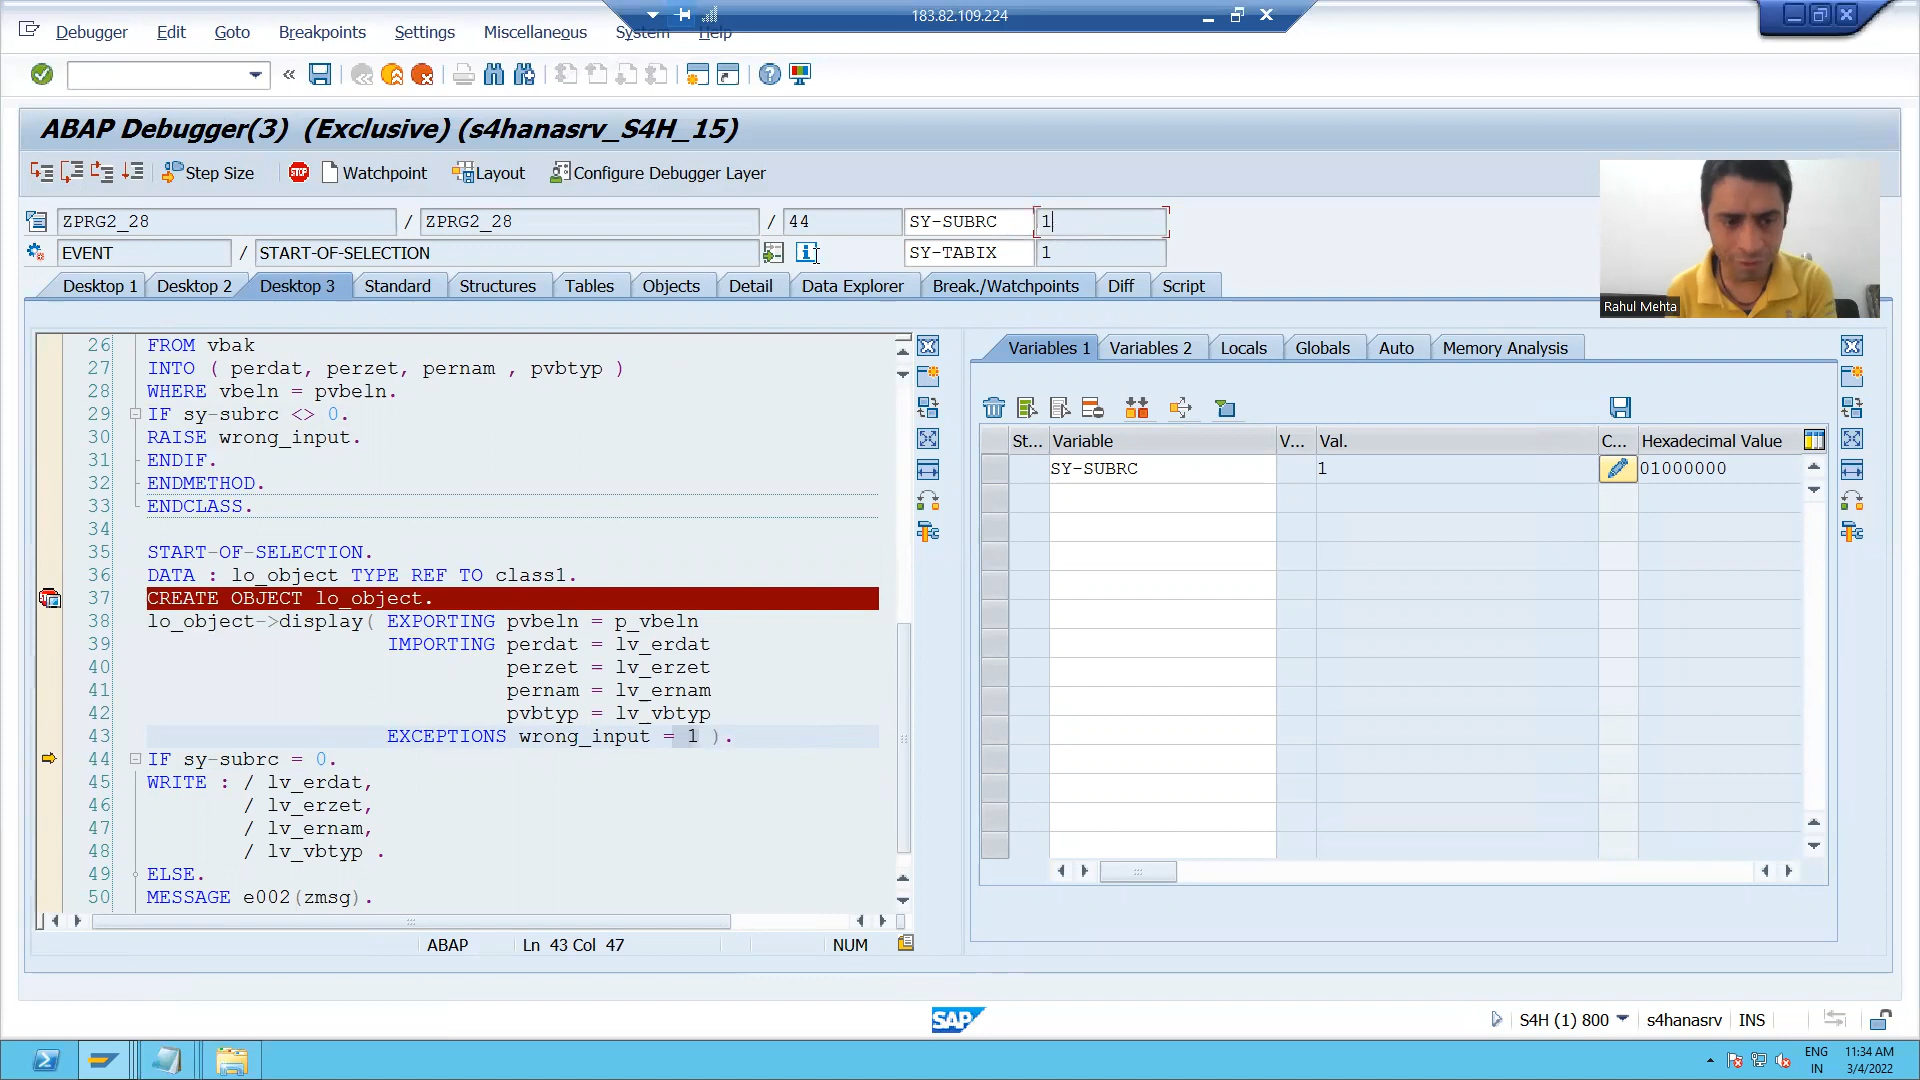 183.82.109.224
Debugger Edit Goto Breakpoints Settings Miscellaneous System Help
ABAP Debugger(3) (Exclusive) (s4hanasrv_S4H_15)
Step Size STOP Watchpoint Layout Configure Debugger Layer
ZPRG2_28 / ZPRG2_28 / 44 SY-SUBRC 1
EVENT / START-OF-SELECTION SY-TABIX 1
Desktop 1 Desktop 2 Desktop 3 Standard Structures Tables Objects Detail Data Explorer Break./Watchpoints Diff Script
Rahul Mehta
Variables 1 Variables 2 Locals Globals Auto Memory Analysis
St... Variable V... Val. C... Hexadecimal Value
SY-SUBRC 1 01000000
26 FROM vbak
27 INTO ( perdat, perzet, pernam , pvbtyp )
28 WHERE vbeln = pvbeln.
29 IF sy-subrc <> 0.
30 RAISE wrong_input.
31 ENDIF.
32 ENDMETHOD.
33 ENDCLASS.
34
35 START-OF-SELECTION.
36 DATA : lo_object TYPE REF TO class1.
37 CREATE OBJECT lo_object.
38 lo_object->display( EXPORTING pvbeln = p_vbeln
39 IMPORTING perdat = lv_erdat
40 perzet = lv_erzet
41 pernam = lv_ernam
42 pvbtyp = lv_vbtyp
43 EXCEPTIONS wrong_input = 1 ).
44 IF sy-subrc = 0.
45 WRITE : / lv_erdat,
46 / lv_erzet,
47 / lv_ernam,
48 / lv_vbtyp .
49 ELSE.
50 MESSAGE e002(zmsg).
ABAP Ln 43 Col 47 NUM
SAP S4H (1) 800 s4hanasrv INS
ENG 11:34 AM
IN 3/4/2022